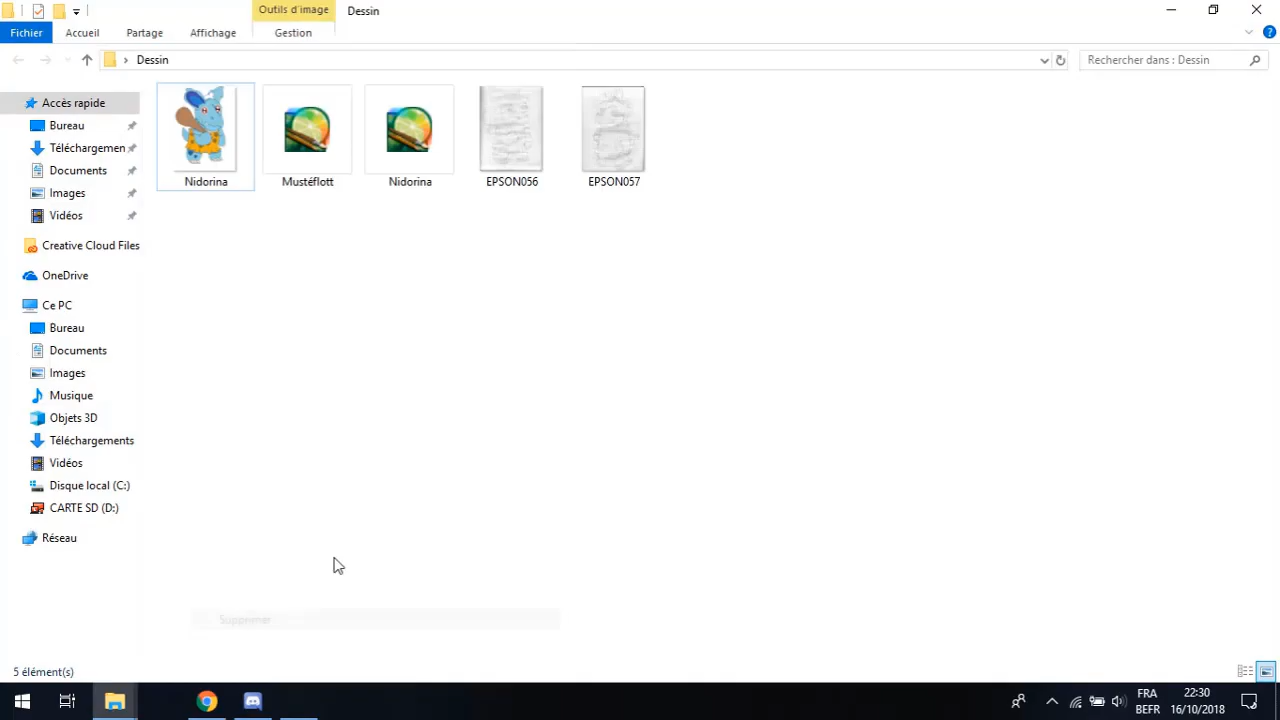 Outils d'image
Dessin
Fichier
Accueil
Partage
Affichage
Gestion
Dessin
Rechercher dans : Dessin
Accès rapide
Bureau
Téléchargemen
Documents
Images
Vidéos
Creative Cloud Files
OneDrive
Ce PC
Bureau
Documents
Images
Musique
Objets 3D
Téléchargements
Vidéos
Disque local (C:)
CARTE SD (D:)
Réseau
Nidorina
Mustéflott
Nidorina
EPSON056
EPSON057
Supprimer
5 élément(s)
FRA
BEFR
22:30
16/10/2018